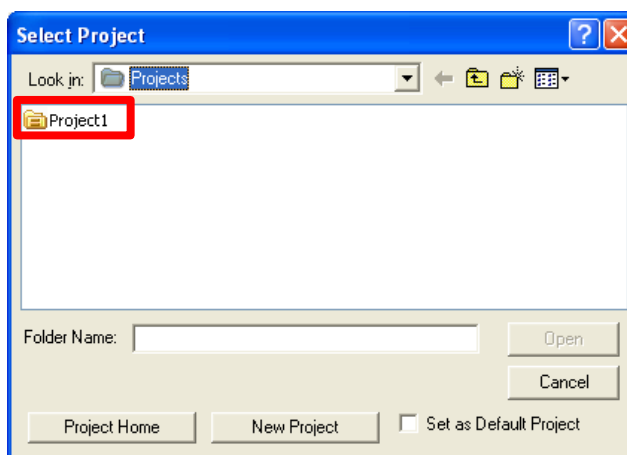 Select Project
Look in: Projects
Project1
Folder Name:
Open
Cancel
Project Home New Project Set as Default Project